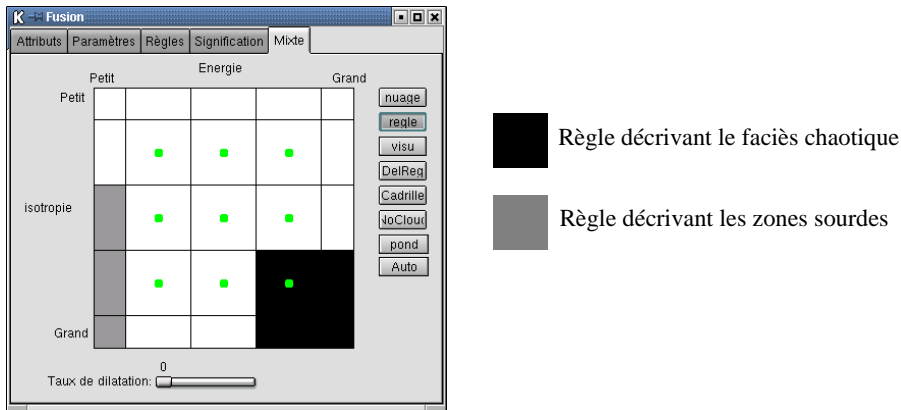 Fusion
Attributs Paramètres Règles Signification Mixte
Energie
Petit Grand
Petit
nuage
regle
visu
DelReg
isotropie
Cadrille
NoCloud
pond
Auto
Grand
0
Taux de dilatation:
Règle décrivant le faciès chaotique
Règle décrivant les zones sourdes